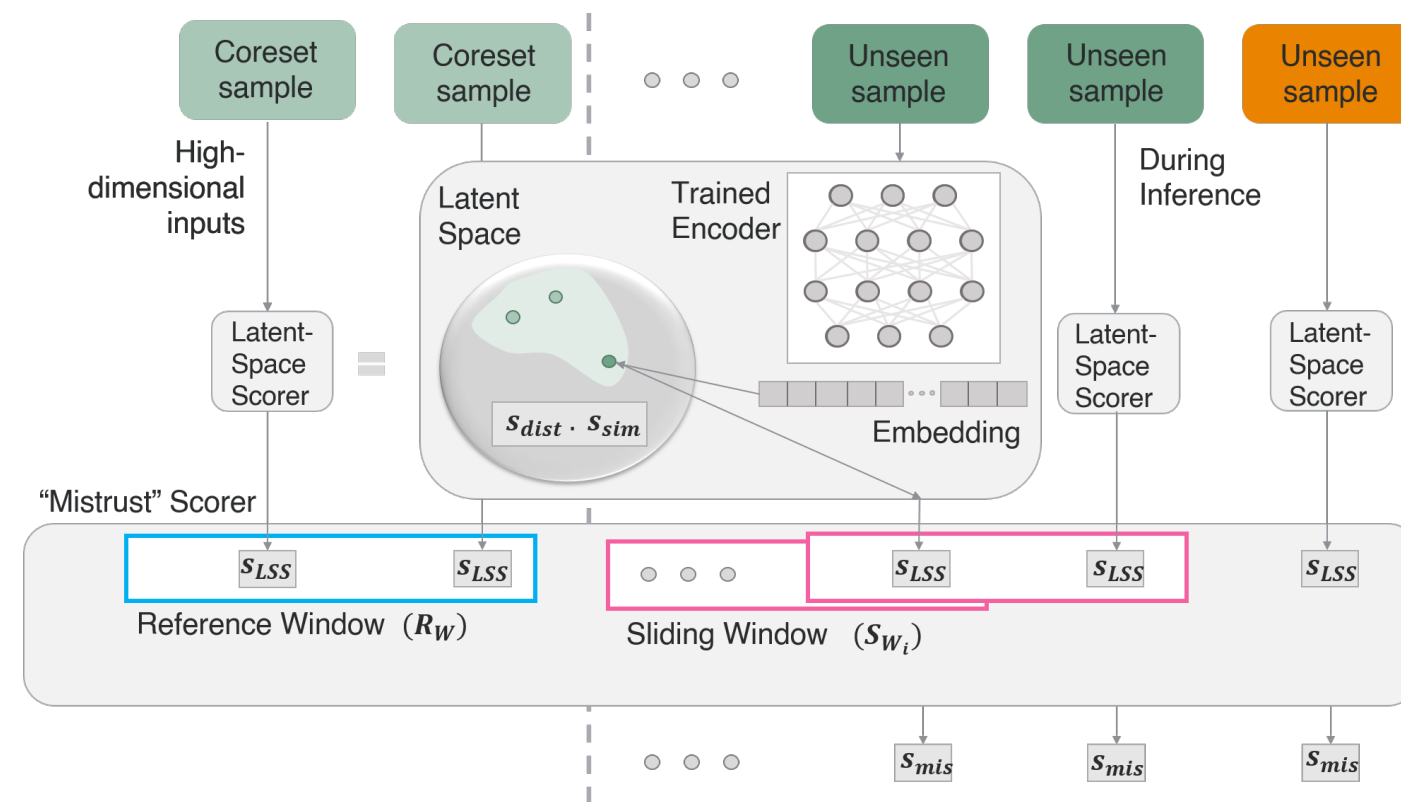 Coreset
sample
Coreset
sample
Unseen
sample
Unseen
sample
Unseen
sample
High-
dimensional
inputs
Latent
Space
Trained
Encoder
During
Inference
Latent-
Space
Scorer
=
s_dist · s_sim
Embedding
Latent-
Space
Scorer
Latent-
Space
Scorer
“Mistrust” Scorer
s_LSS
s_LSS
s_LSS
s_LSS
s_LSS
Reference Window (R_W)
Sliding Window (S_{W_i})
s_mis
s_mis
s_mis